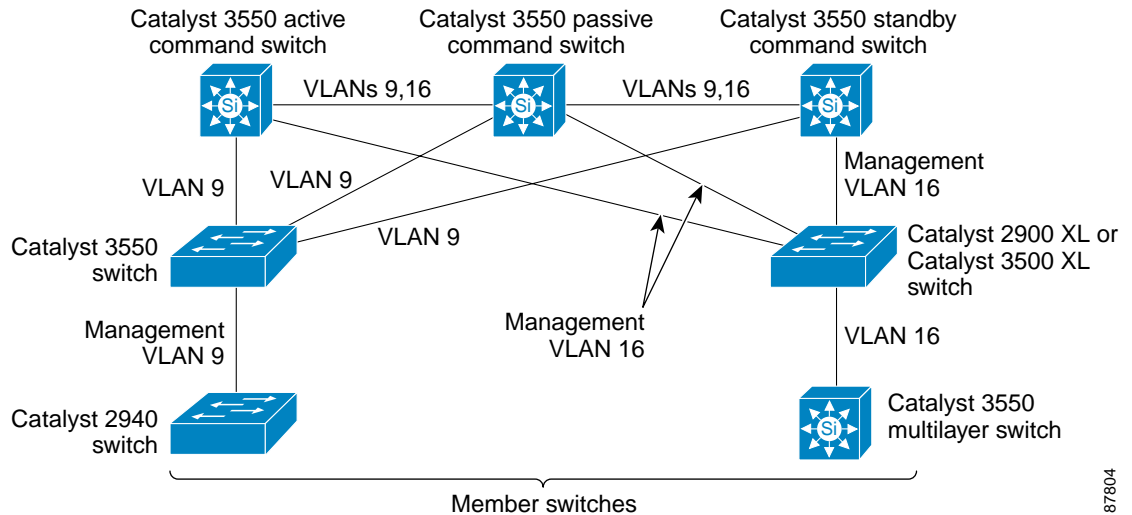 Catalyst 3550 active
command switch
Catalyst 3550 passive
command switch
Catalyst 3550 standby
command switch
Si
VLANs 9,16
Si
VLANs 9,16
Si
VLAN 9
VLAN 9
Management
VLAN 16
Catalyst 3550
switch
VLAN 9
Catalyst 2900 XL or
Catalyst 3500 XL
switch
Management
VLAN 9
Management
VLAN 16
VLAN 16
Catalyst 2940
switch
Si
Catalyst 3550
multilayer switch
Member switches
87804